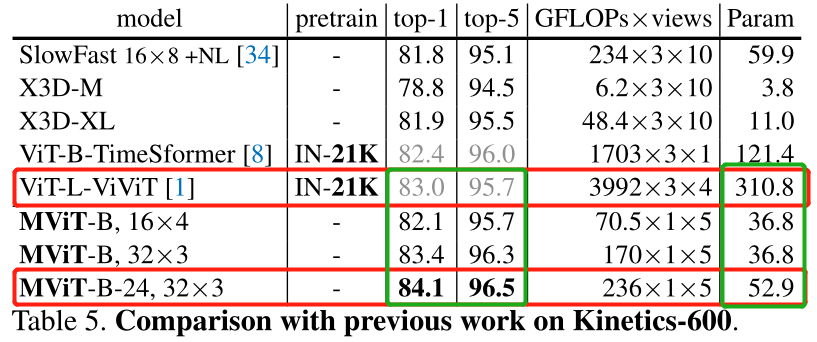 model pretrain top-1 top-5 GFLOPs×views Param
SlowFast 16×8 +NL [34] - 81.8 95.1 234×3×10 59.9
X3D-M - 78.8 94.5 6.2×3×10 3.8
X3D-XL - 81.9 95.5 48.4×3×10 11.0
ViT-B-TimeSformer [8] IN-21K 82.4 96.0 1703×3×1 121.4
ViT-L-ViViT [1] IN-21K 83.0 95.7 3992×3×4 310.8
MViT-B, 16×4 - 82.1 95.7 70.5×1×5 36.8
MViT-B, 32×3 - 83.4 96.3 170×1×5 36.8
MViT-B-24, 32×3 - 84.1 96.5 236×1×5 52.9
Table 5. Comparison with previous work on Kinetics-600.